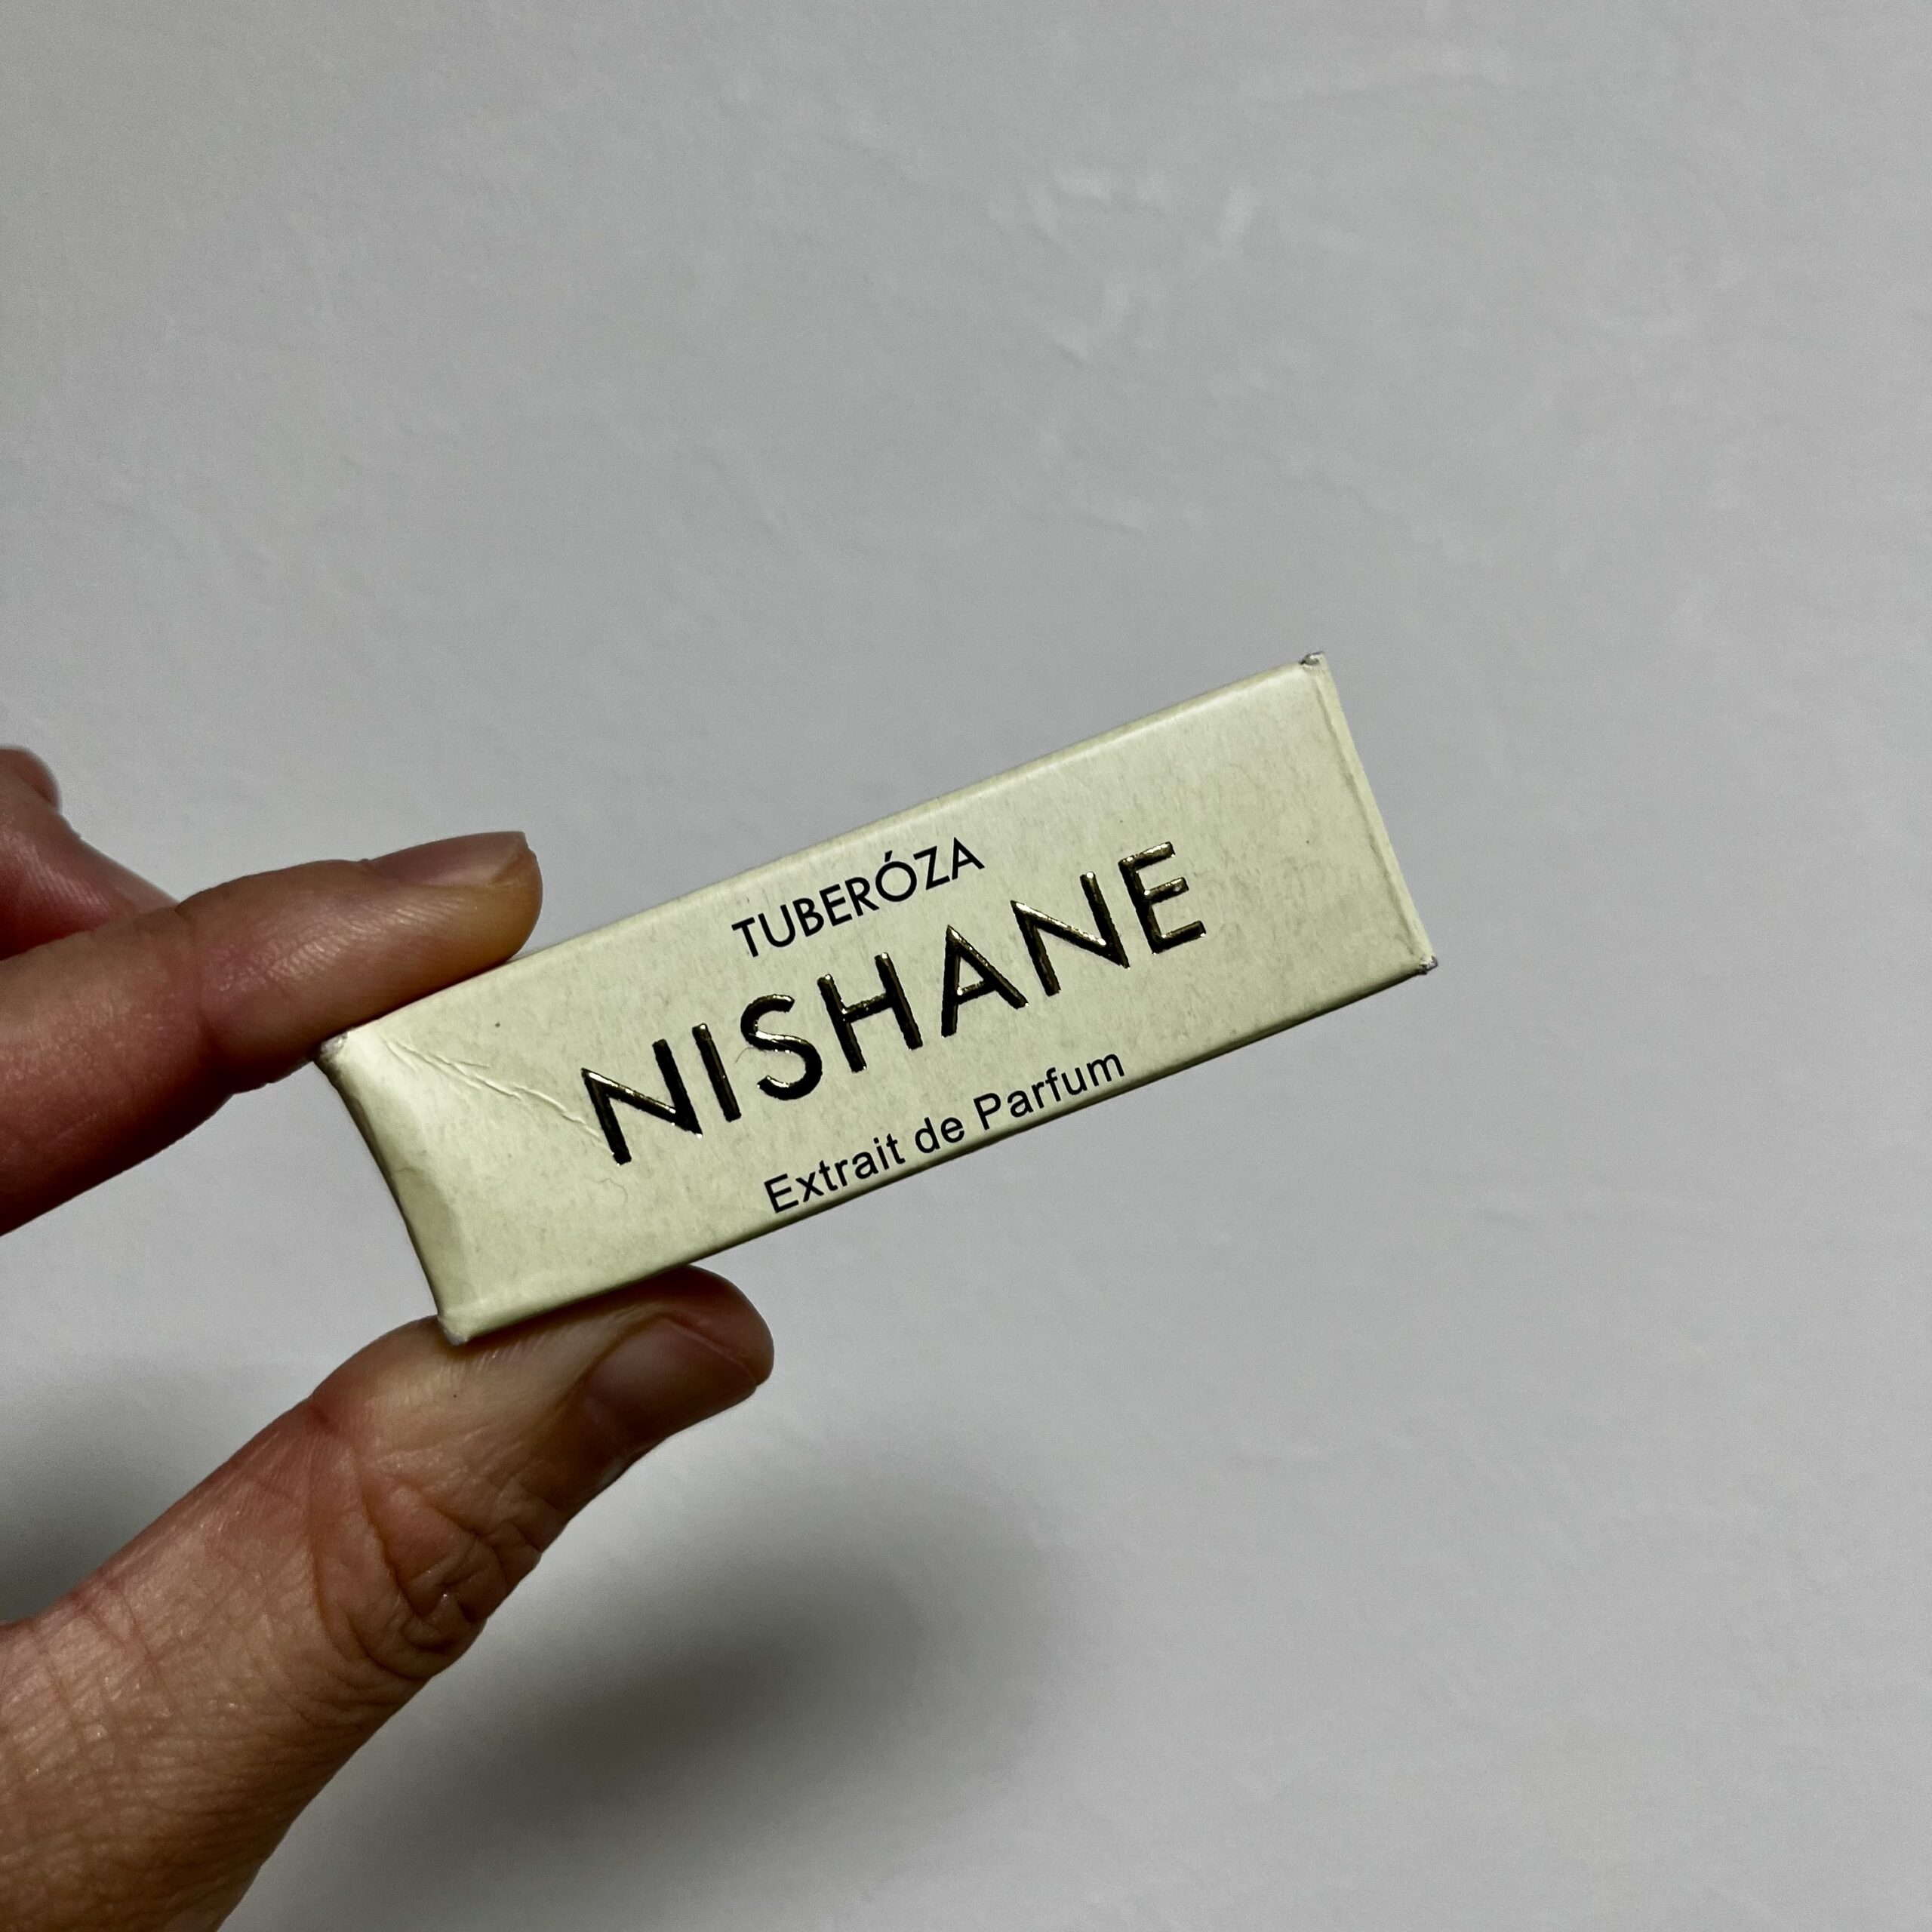 TUBERÓZA
NISHANE
Extrait de Parfum